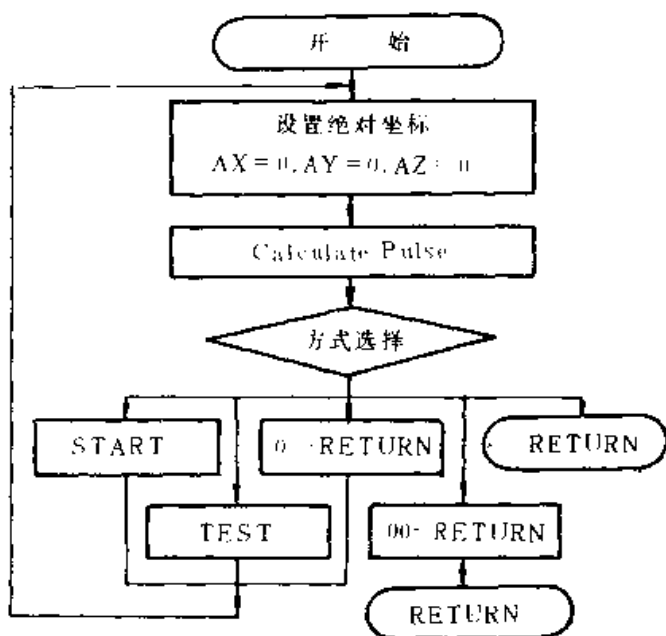 开 始
设置绝对坐标
AX=0,AY=0,AZ=0
Calculate Pulse
方式选择
START
0-RETURN
RETURN
TEST
00-RETURN
RETURN